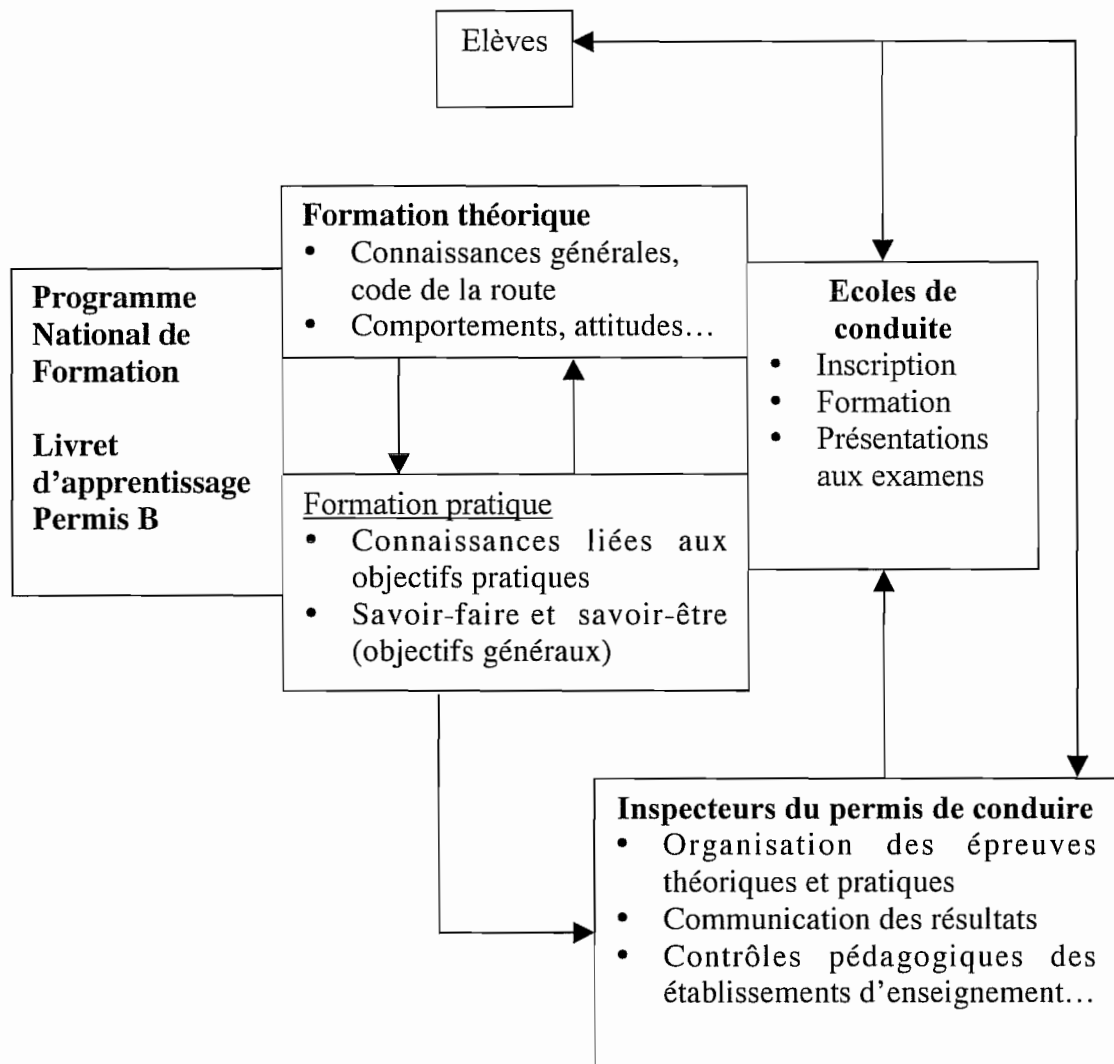 Elèves
Programme
National de
Formation
Livret
d'apprentissage
Permis B
Formation théorique
• Connaissances générales,
code de la route
• Comportements, attitudes…
Formation pratique
• Connaissances liées aux
objectifs pratiques
• Savoir-faire et savoir-être
(objectifs généraux)
Ecoles de
conduite
• Inscription
• Formation
• Présentations
aux examens
Inspecteurs du permis de conduire
• Organisation des épreuves
théoriques et pratiques
• Communication des résultats
• Contrôles pédagogiques des
établissements d'enseignement…